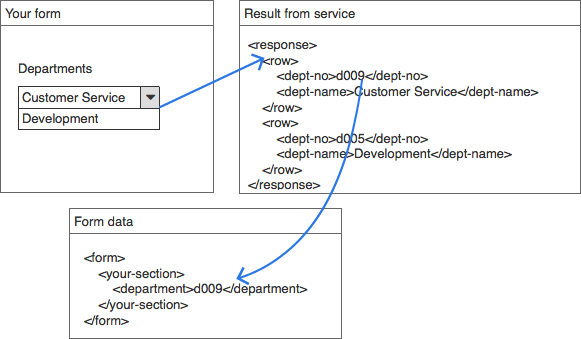 Your form
Departments
Customer Service
Development
Result from service
<response>
<row>
<dept-no>d009</dept-no>
<dept-name>Customer Service</dept-name>
</row>
<row>
<dept-no>d005</dept-no>
<dept-name>Development</dept-name>
</row>
</response>
Form data
<form>
<your-section>
<department>d009</department>
</your-section>
</form>